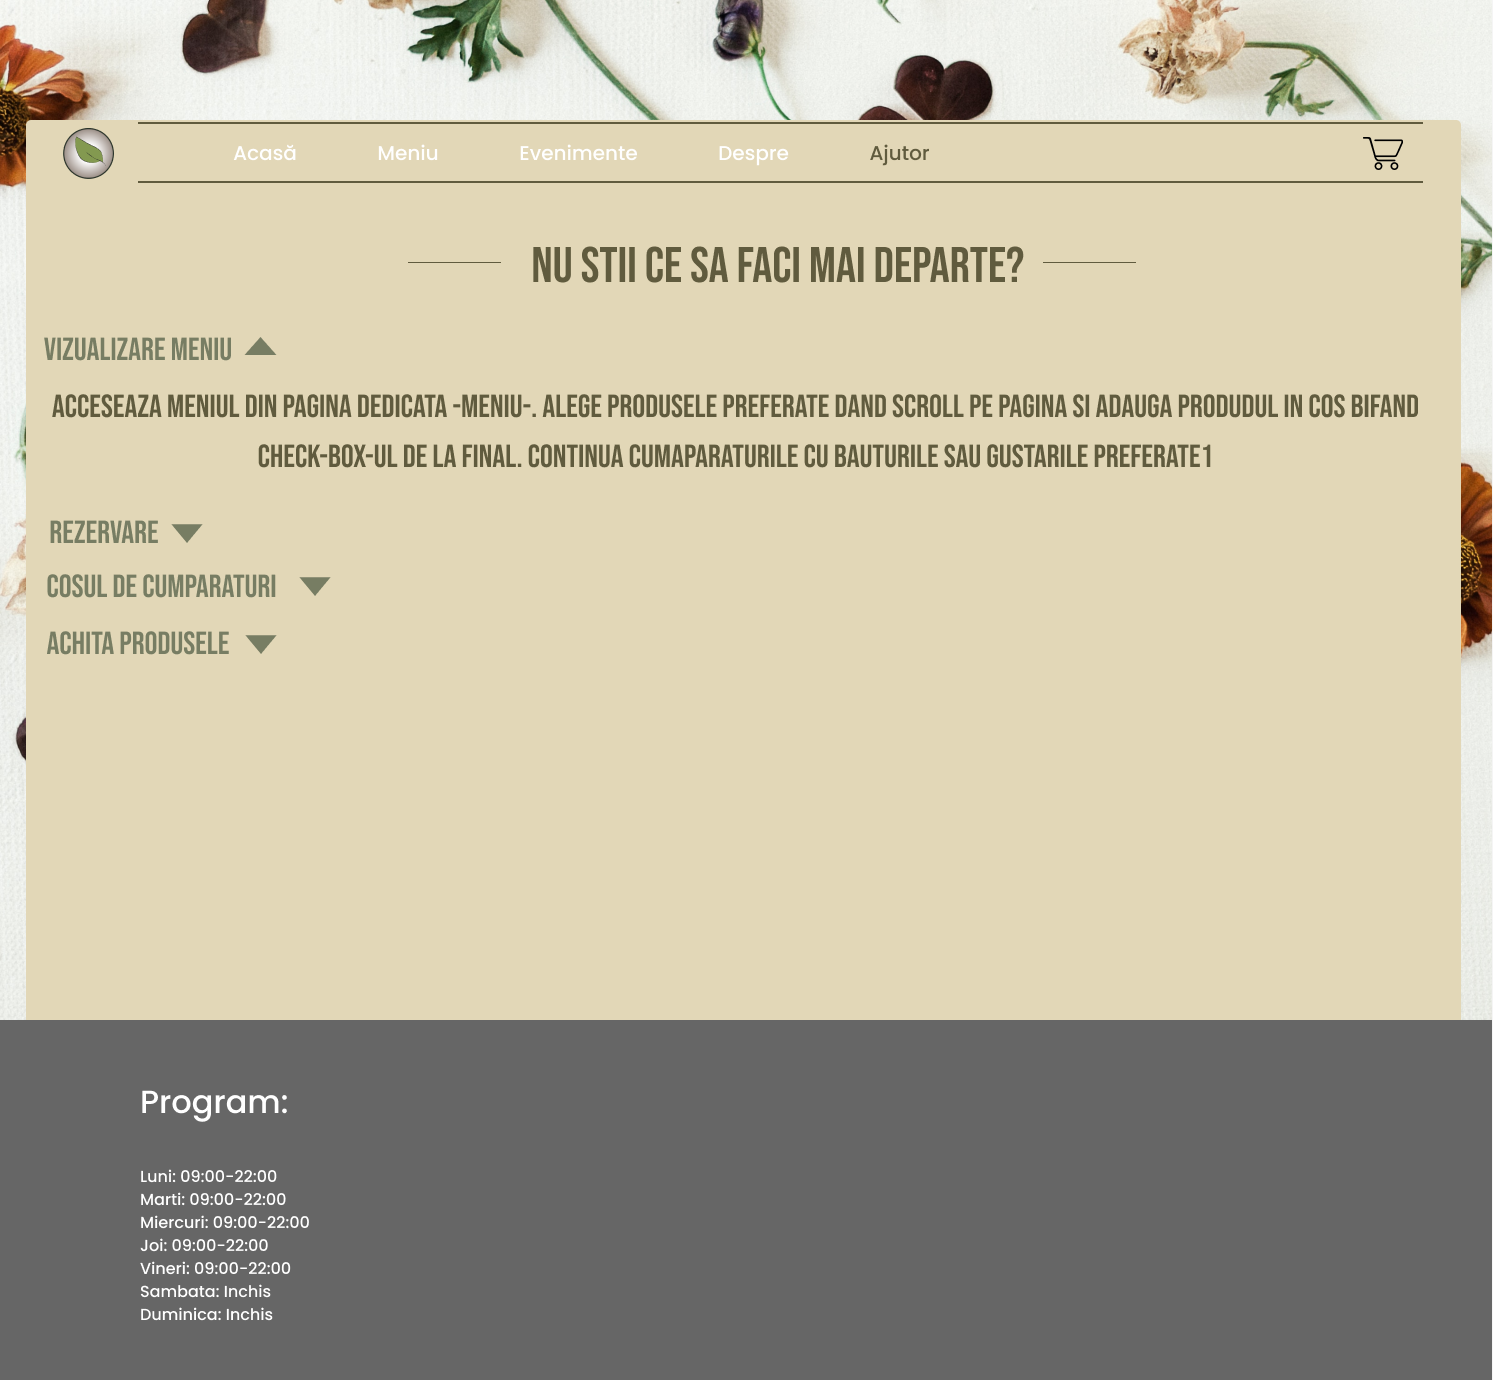 Acasă Meniu Evenimente Despre Ajutor
NU STII CE SA FACI MAI DEPARTE?
VIZUALIZARE MENIU
ACCESEAZA MENIUL DIN PAGINA DEDICATA -MENIU-. ALEGE PRODUSELE PREFERATE DAND SCROLL PE PAGINA SI ADAUGA PRODUDUL IN COS BIFAND
CHECK-BOX-UL DE LA FINAL. CONTINUA CUMAPARATURILE CU BAUTURILE SAU GUSTARILE PREFERATE1
REZERVARE
COSUL DE CUMPARATURI
ACHITA PRODUSELE
Program:
Luni: 09:00-22:00
Marti: 09:00-22:00
Miercuri: 09:00-22:00
Joi: 09:00-22:00
Vineri: 09:00-22:00
Sambata: Inchis
Duminica: Inchis